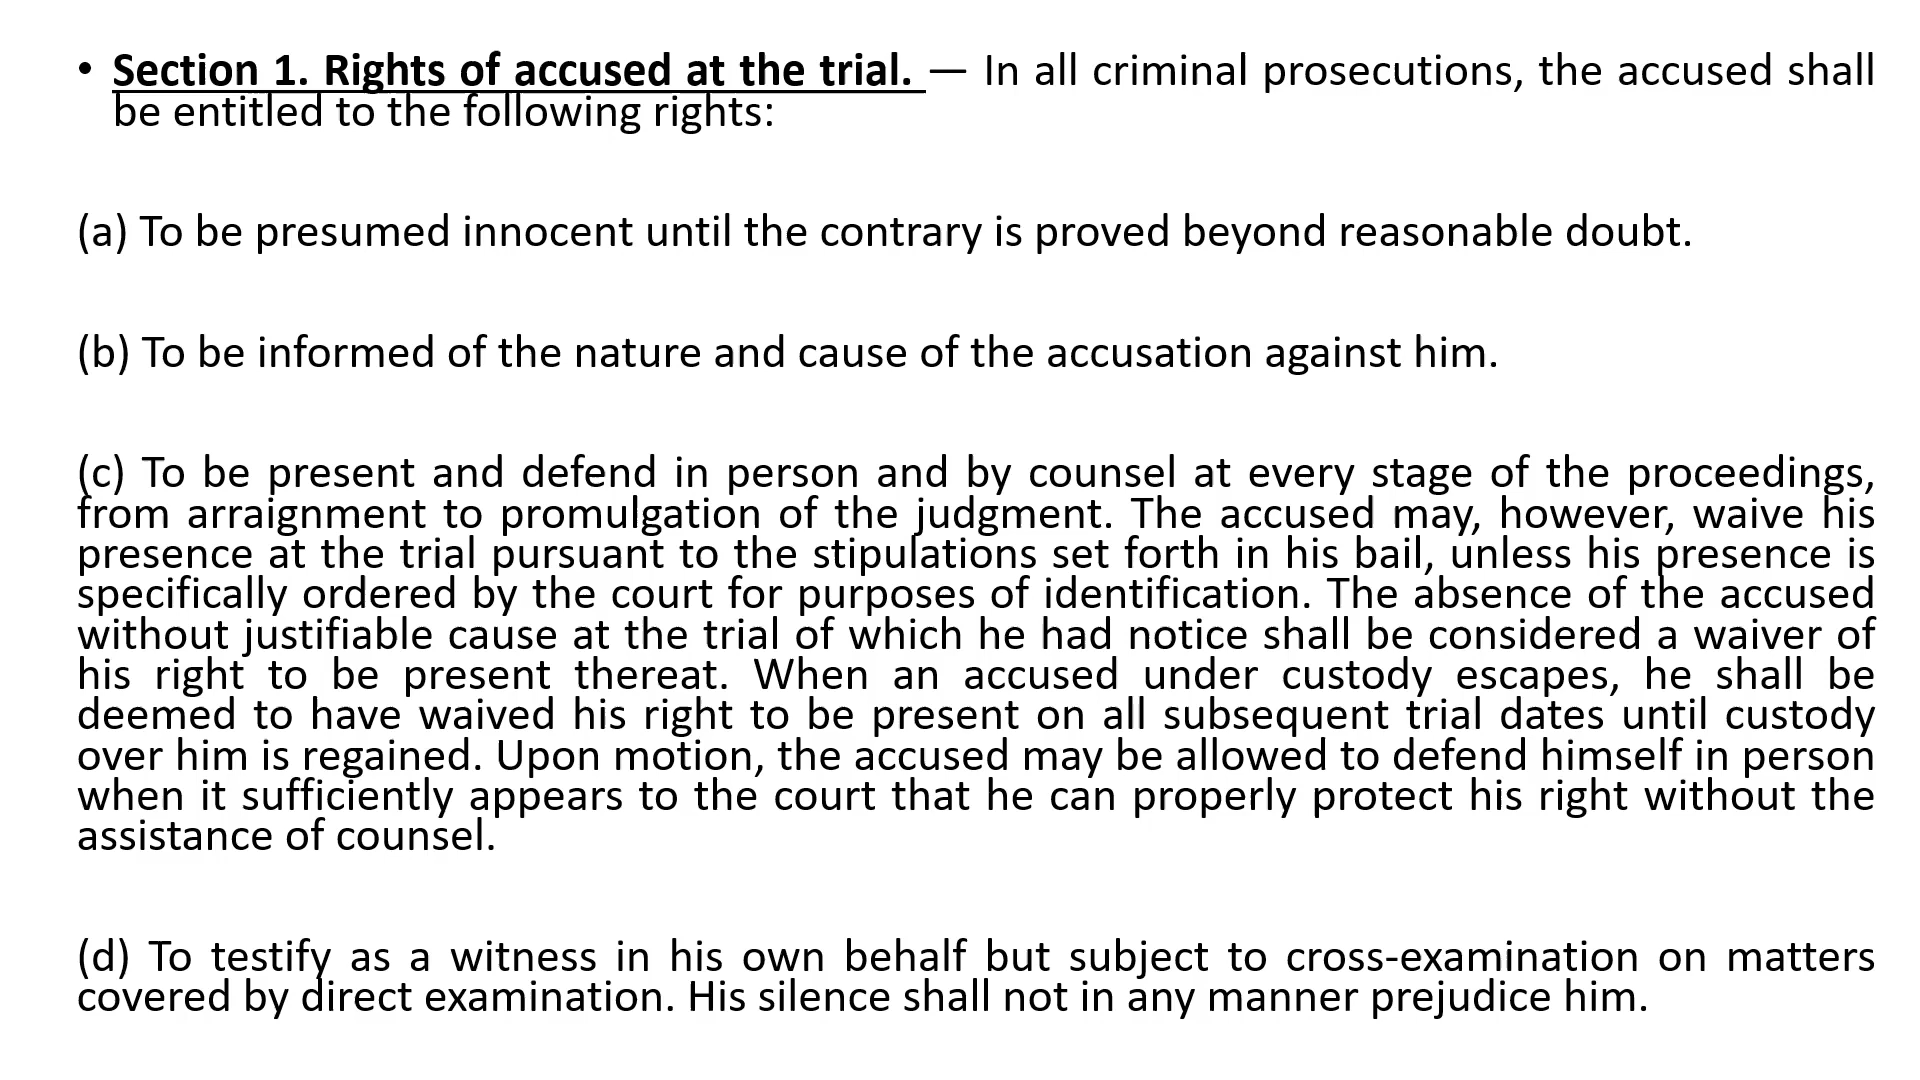 • Section 1. Rights of accused at the trial. — In all criminal prosecutions, the accused shall
be entitled to the following rights:
(a) To be presumed innocent until the contrary is proved beyond reasonable doubt.
(b) To be informed of the nature and cause of the accusation against him.
(c) To be present and defend in person and by counsel at every stage of the proceedings,
from arraignment to promulgation of the judgment. The accused may, however, waive his
presence at the trial pursuant to the stipulations set forth in his bail, unless his presence is
specifically ordered by the court for purposes of identification. The absence of the accused
without justifiable cause at the trial of which he had notice shall be considered a waiver of
his right to be present thereat. When an accused under custody escapes, he shall be
deemed to have waived his right to be present on all subsequent trial dates until custody
over him is regained. Upon motion, the accused may be allowed to defend himself in person
when it sufficiently appears to the court that he can properly protect his right without the
assistance of counsel.
(d) To testify as a witness in his own behalf but subject to cross-examination on matters
covered by direct examination. His silence shall not in any manner prejudice him.